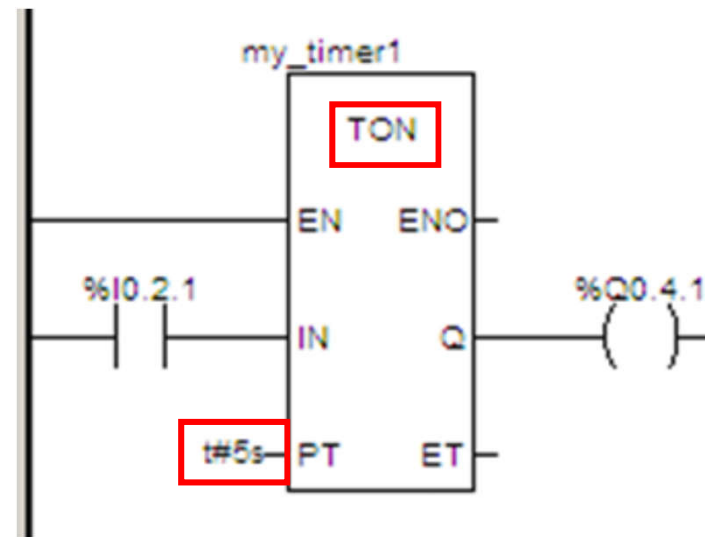 my_timer1
TON
EN ENO
%I0.2.1 %Q0.4.1
IN Q
t#5s PT ET